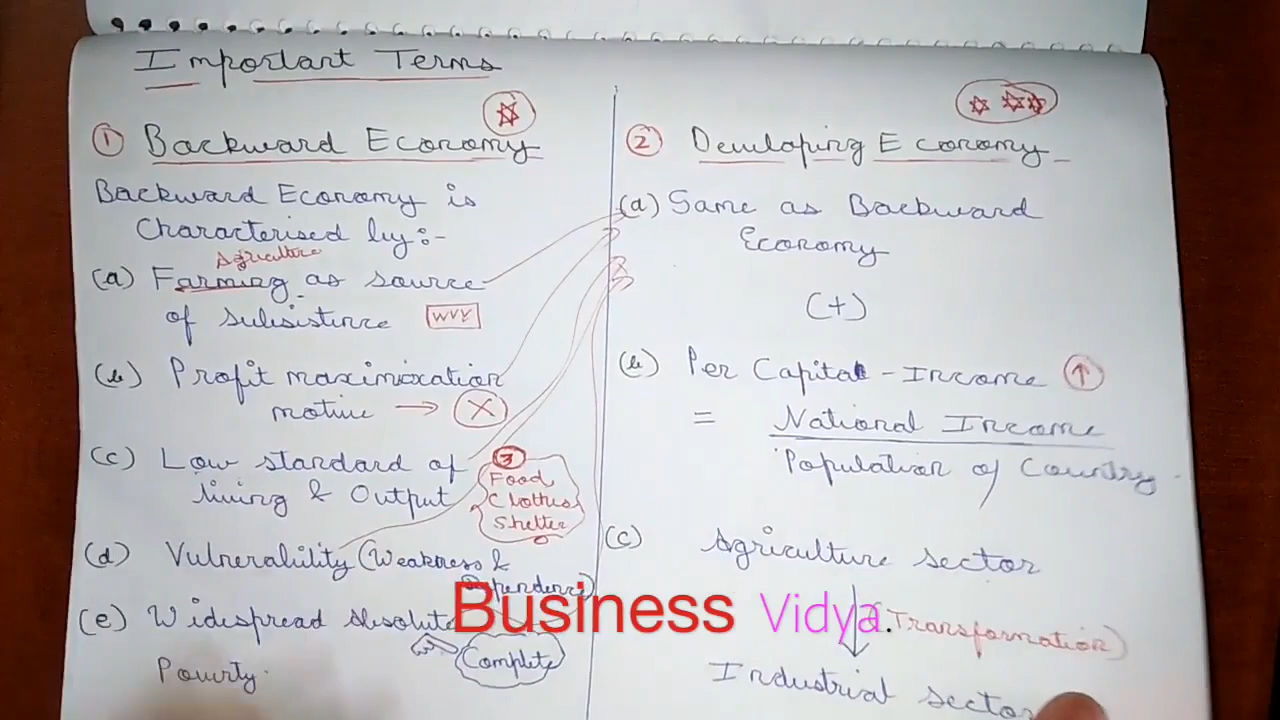 Important Terms
① Backward Economy
Backward Economy is
Characterised by:-
Agriculture
(a) Farming as source
of subsistence
WVY
(b) Profit maximization
motive → X
(c) Low standard of
living & Output
③
Food
Clothes
Shelter
(d) Vulnerability (Weakness &
Dependence)
(e) Widespread Absolute
Poverty.
Complete
② Developing Economy
(a) Same as Backward
Economy
(+)
(b) Per Capita - Income ↑
= National Income
Population of Country
(c) Agriculture sector
↓ (Transformation)
Industrial sector
Business Vidya.